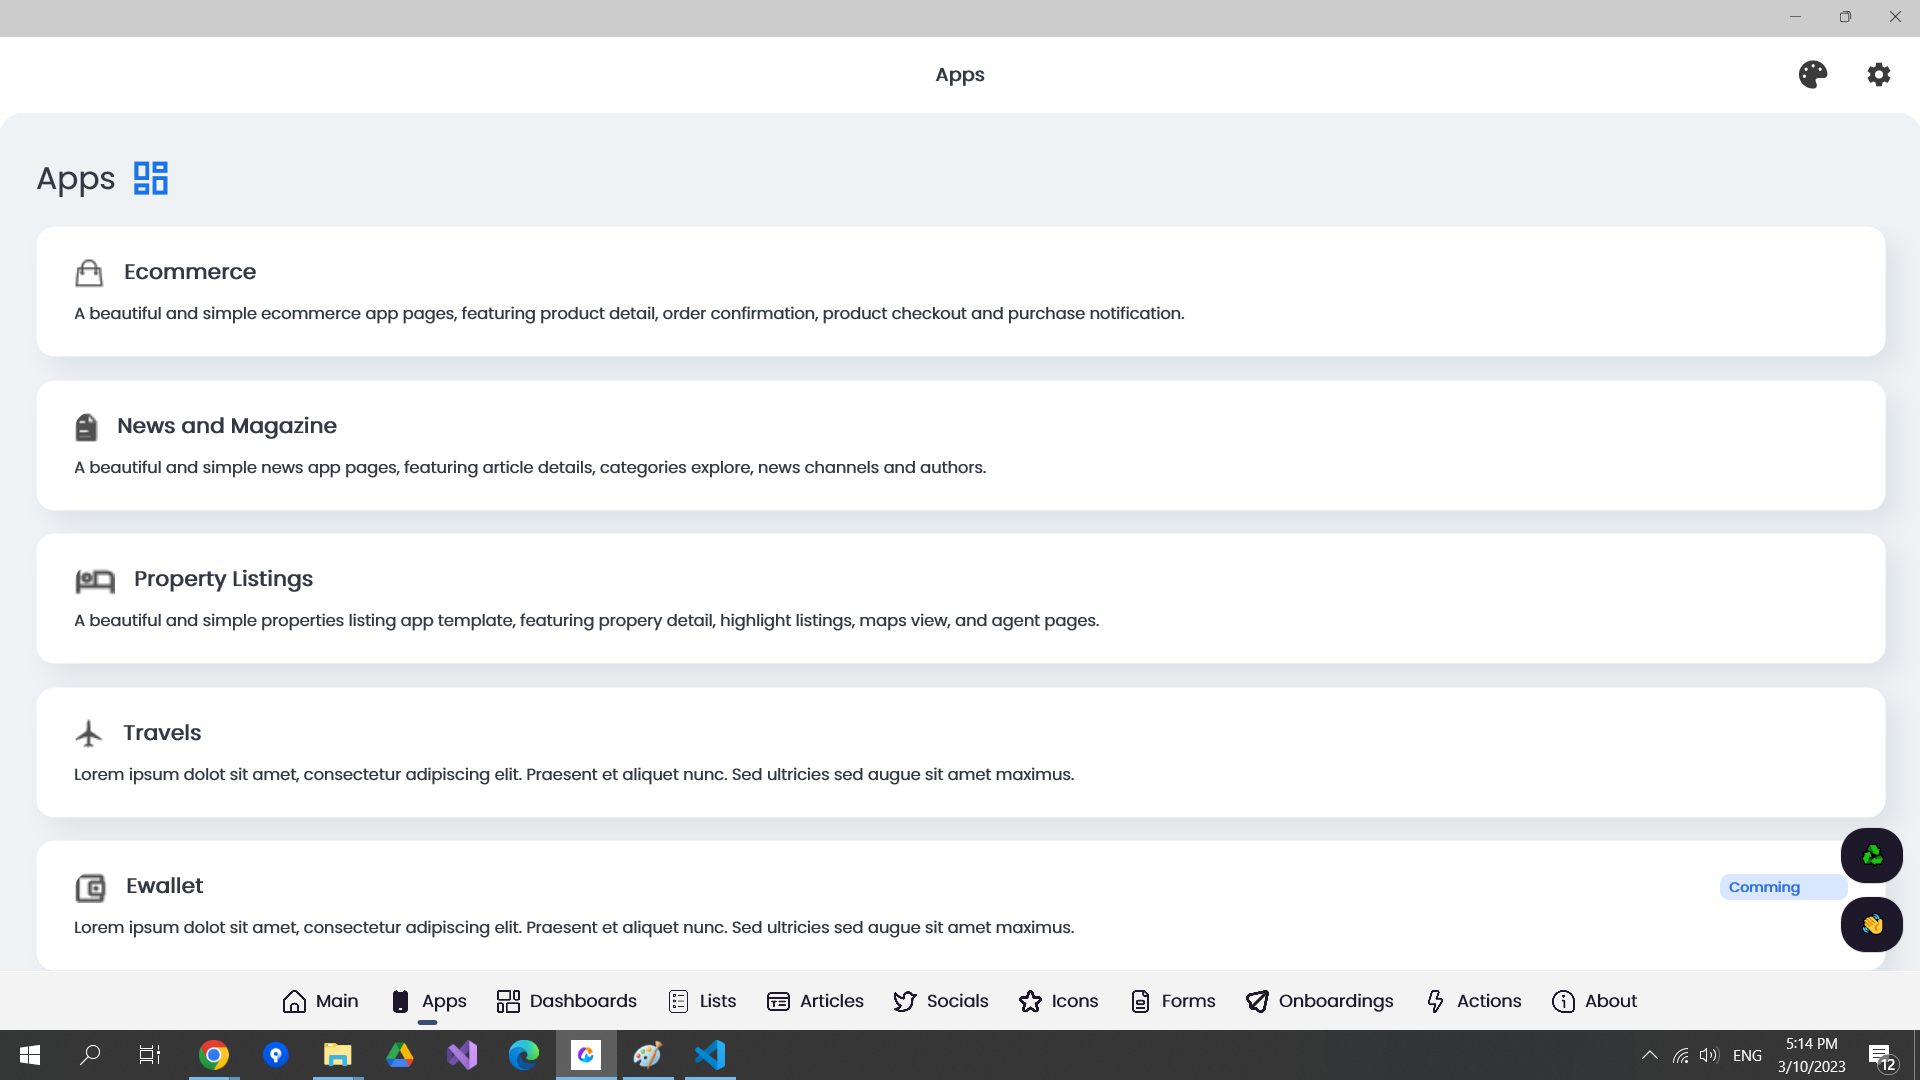 Apps
Apps
Ecommerce
A beautiful and simple ecommerce app pages, featuring product detail, order confirmation, product checkout and purchase notification.
News and Magazine
A beautiful and simple news app pages, featuring article details, categories explore, news channels and authors.
Property Listings
A beautiful and simple properties listing app template, featuring propery detail, highlight listings, maps view, and agent pages.
Travels
Lorem ipsum dolot sit amet, consectetur adipiscing elit. Praesent et aliquet nunc. Sed ultricies sed augue sit amet maximus.
Ewallet
Comming
Lorem ipsum dolot sit amet, consectetur adipiscing elit. Praesent et aliquet nunc. Sed ultricies sed augue sit amet maximus.
Main Apps Dashboards Lists Articles Socials Icons Forms Onboardings Actions About
ENG
5:14 PM
3/10/2023
12